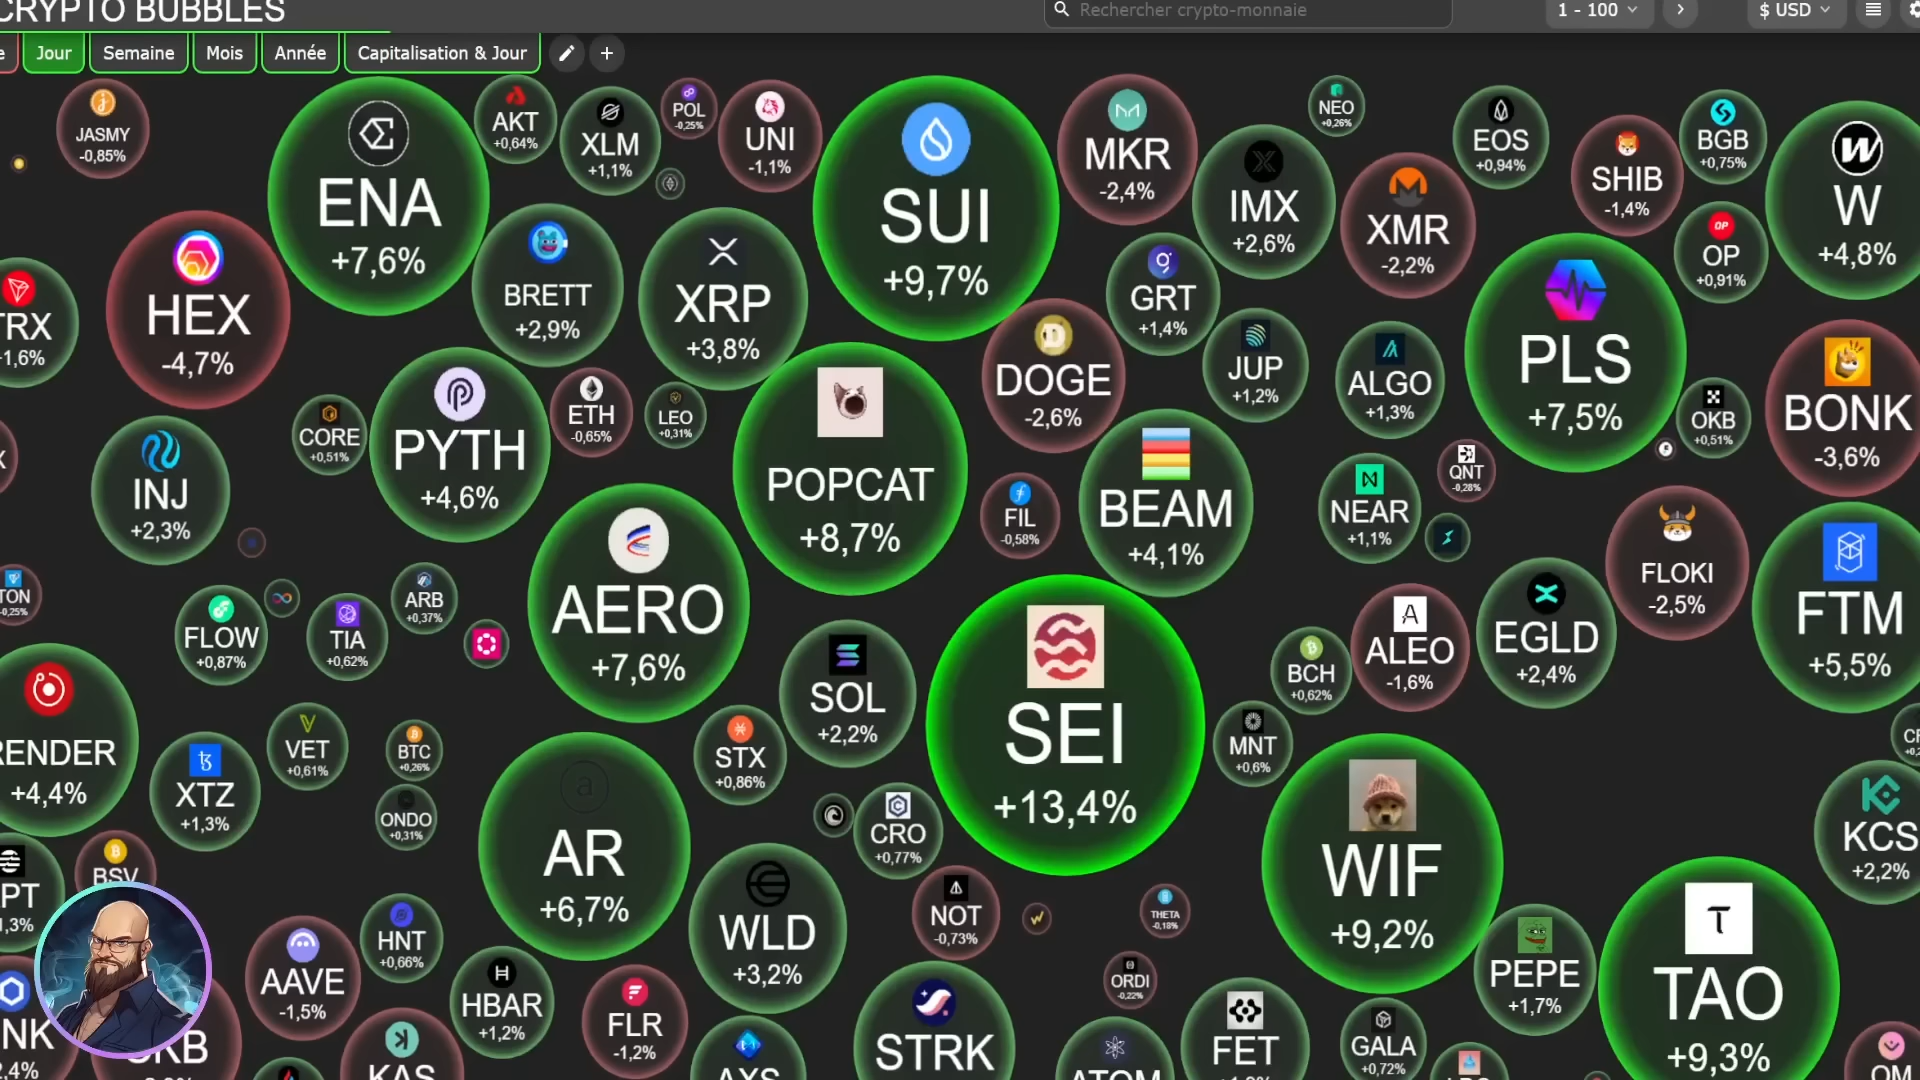 CRYPTO BUBBLES
Rechercher crypto-monnaie
1 - 100
$ USD
Jour
Semaine
Mois
Année
Capitalisation & Jour
JASMY
-0,85%
ENA
+7,6%
AKT
+0,64%
XLM
+1,1%
POL
-0,25%
UNI
-1,1%
SUI
+9,7%
MKR
-2,4%
IMX
+2,6%
NEO
+0,26%
XMR
-2,2%
EOS
+0,94%
SHIB
-1,4%
BGB
+0,75%
OP
+0,91%
W
+4,8%
TRX
1,6%
HEX
-4,7%
BRETT
+2,9%
XRP
+3,8%
GRT
+1,4%
DOGE
-2,6%
JUP
+1,2%
ALGO
+1,3%
PLS
+7,5%
OKB
+0,51%
BONK
-3,6%
CORE
+0,51%
PYTH
+4,6%
ETH
-0,65%
LEO
+0,31%
POPCAT
+8,7%
INJ
+2,3%
FIL
-0,58%
BEAM
+4,1%
NEAR
+1,1%
QNT
-0,28%
FLOKI
-2,5%
FTM
+5,5%
TON
-0,25%
FLOW
+0,87%
TIA
+0,62%
ARB
+0,37%
AERO
+7,6%
SOL
+2,2%
SEI
+13,4%
BCH
+0,62%
ALEO
-1,6%
EGLD
+2,4%
RENDER
+4,4%
XTZ
+1,3%
VET
+0,61%
BTC
+0,26%
ONDO
+0,31%
STX
+0,86%
MNT
+0,6%
AR
+6,7%
CRO
+0,77%
WIF
+9,2%
KCS
+2,2%
BSV
PT
1,3%
AAVE
-1,5%
HNT
+0,66%
HBAR
+1,2%
WLD
+3,2%
NOT
-0,73%
THETA
-0,18%
ORDI
-0,22%
PEPE
+1,7%
TAO
+9,3%
NK
2,4%
KAS
FLR
-1,2%
AXS
STRK
ATOM
FET
GALA
+0,72%
OM